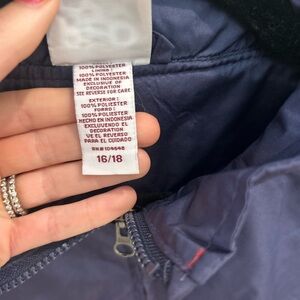 100% POLYESTER
LINING:
100% POLYESTER
MADE IN INDONESIA
EXCLUSIVE OF
DECORATION
SEE REVERSE FOR CARE
EXTERIOR:
100% POLYESTER
FORRO:
100% POLYESTER
HECHO EN INDONESIA
EXCLUYENDO EL
DECORATION
VE EL REVERSO
PARA EL CUIDADO
16/18